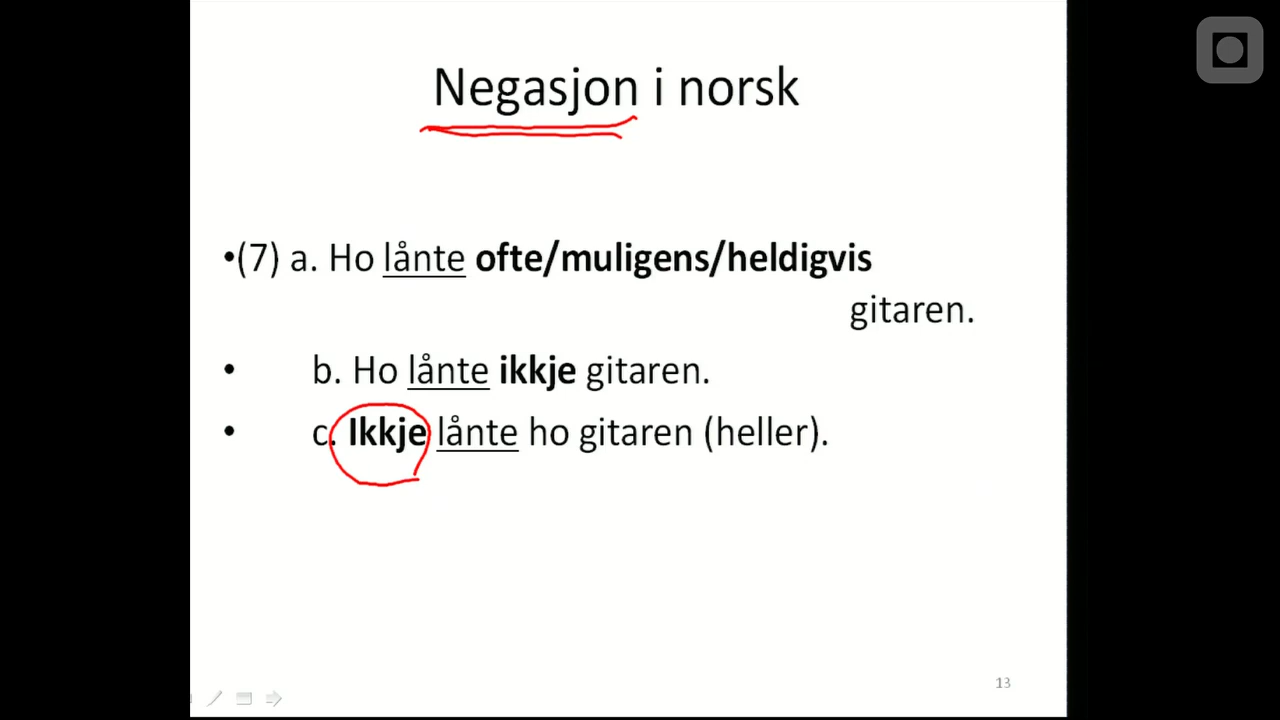 Negasjon i norsk
•(7) a. Ho lånte ofte/muligens/heldigvis
gitaren.
• b. Ho lånte ikkje gitaren.
• c. Ikkje lånte ho gitaren (heller).
13